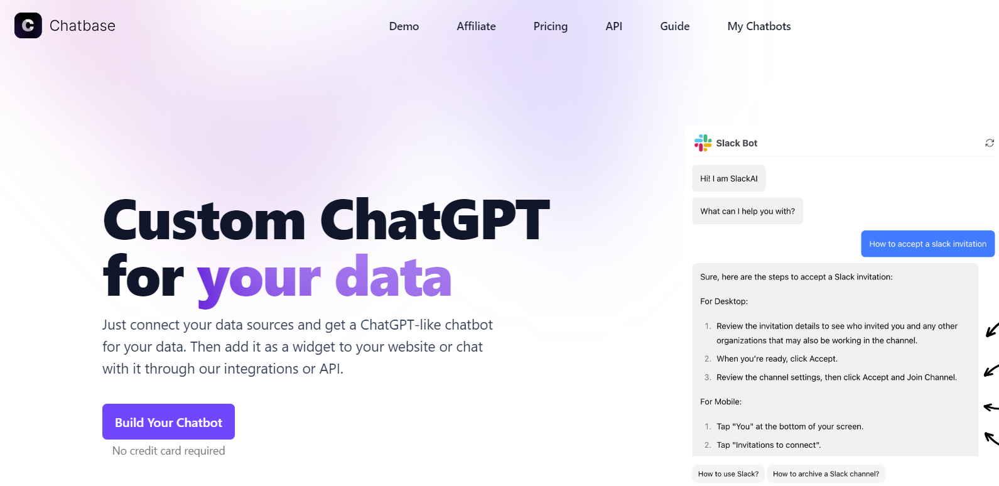 C Chatbase
Demo Affiliate Pricing API Guide My Chatbots
Custom ChatGPT
for your data
Just connect your data sources and get a ChatGPT-like chatbot
for your data. Then add it as a widget to your website or chat
with it through our integrations or API.
Build Your Chatbot
No credit card required
Slack Bot
Hi! I am SlackAI
What can I help you with?
How to accept a slack invitation
Sure, here are the steps to accept a Slack invitation:
For Desktop:
1. Review the invitation details to see who invited you and any other
organizations that may also be working in the channel.
2. When you’re ready, click Accept.
3. Review the channel settings, then click Accept and Join Channel.
For Mobile:
1. Tap "You" at the bottom of your screen.
2. Tap "Invitations to connect".
How to use Slack? How to archive a Slack channel?